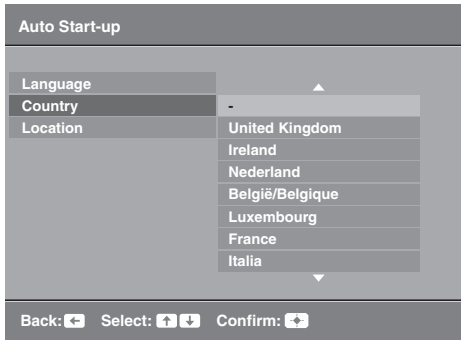 Auto Start-up
Language
Country
Location
-
United Kingdom
Ireland
Nederland
België/Belgique
Luxembourg
France
Italia
Back: Select: Confirm: